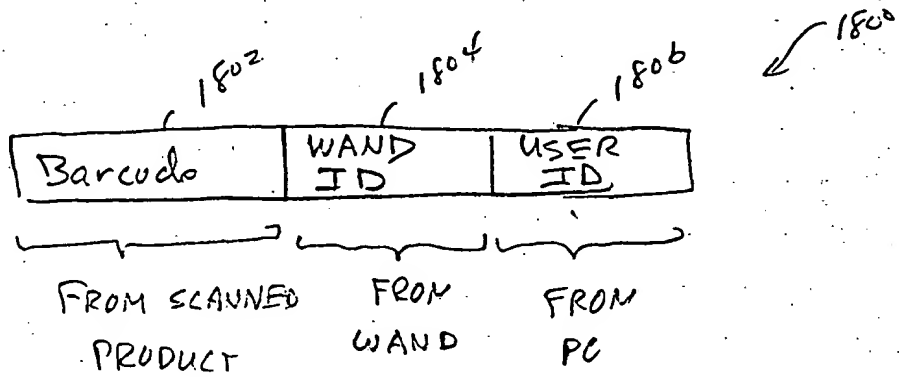 1800
1802 1804 1806
Barcode WAND ID USER ID
FROM SCANNED PRODUCT
FROM WAND
FROM PC